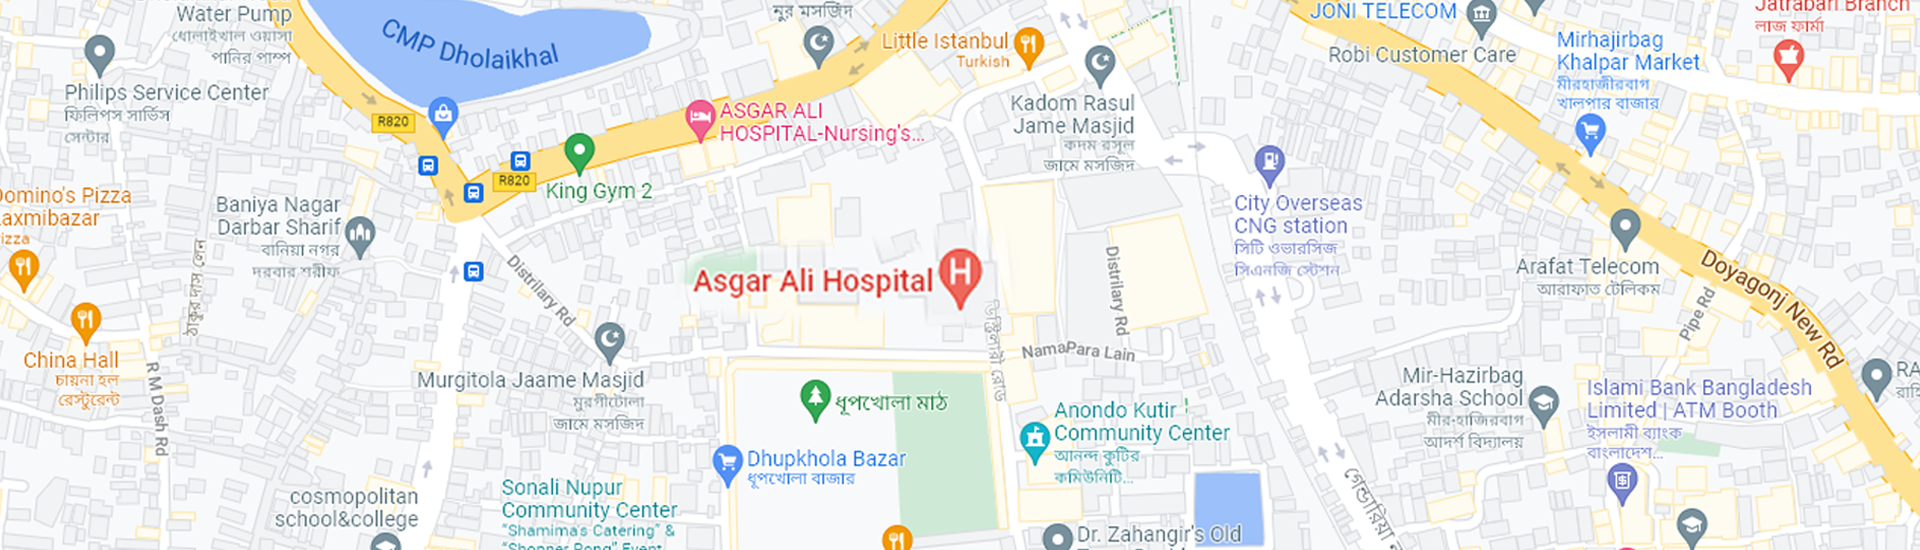 Water Pump
ধোলাইখাল ওয়াসা
পানির পাম্প
CMP Dholaikhal
নুর মসজিদ
Little Istanbul
Turkish
JONI TELECOM
Robi Customer Care
Jatrabari Branch
লাজ ফার্মা
Mirhajirbag
Khalpar Market
মীরহাজীরবাগ
খালপার বাজার
Philips Service Center
ফিলিপস সার্ভিস
সেন্টার
R820
ASGAR ALI
HOSPITAL-Nursing's...
Kadom Rasul
Jame Masjid
কদম রসূল
জামে মসজিদ
R820
King Gym 2
Domino's Pizza
Laxmibazar
izza
Baniya Nagar
Darbar Sharif
বানিয়া নগর
দরবার শরীফ
City Overseas
CNG station
সিটি ওভারসিজ
সিএনজি স্টেশন
ঠাকুর দাস লেন
Distrilary Rd
Asgar Ali Hospital
H
Distrilary Rd
ডিস্ট্রিলারী রোড
Arafat Telecom
আরাফাত টেলিকম
Doyagonj New Rd
Pipe Rd
China Hall
চায়না হল
রেস্টুরেন্ট
R M Dash Rd
Murgitola Jaame Masjid
মুরগীটোলা
জামে মসজিদ
NamaPara Lain
ধূপখোলা মাঠ
Anondo Kutir
Community Center
আনন্দ কুটির
কমিউনিটি...
Mir-Hazirbag
Adarsha School
মীর-হাজিরবাগ
আদর্শ বিদ্যালয়
Islami Bank Bangladesh
Limited | ATM Booth
ইসলামী ব্যাংক
বাংলাদেশ...
RA
Dhupkhola Bazar
ধূপখোলা বাজার
cosmopolitan
school&college
Sonali Nupur
Community Center
"Shamima's Catering" &
Dr. Zahangir's Old
গেন্ডারিয়া